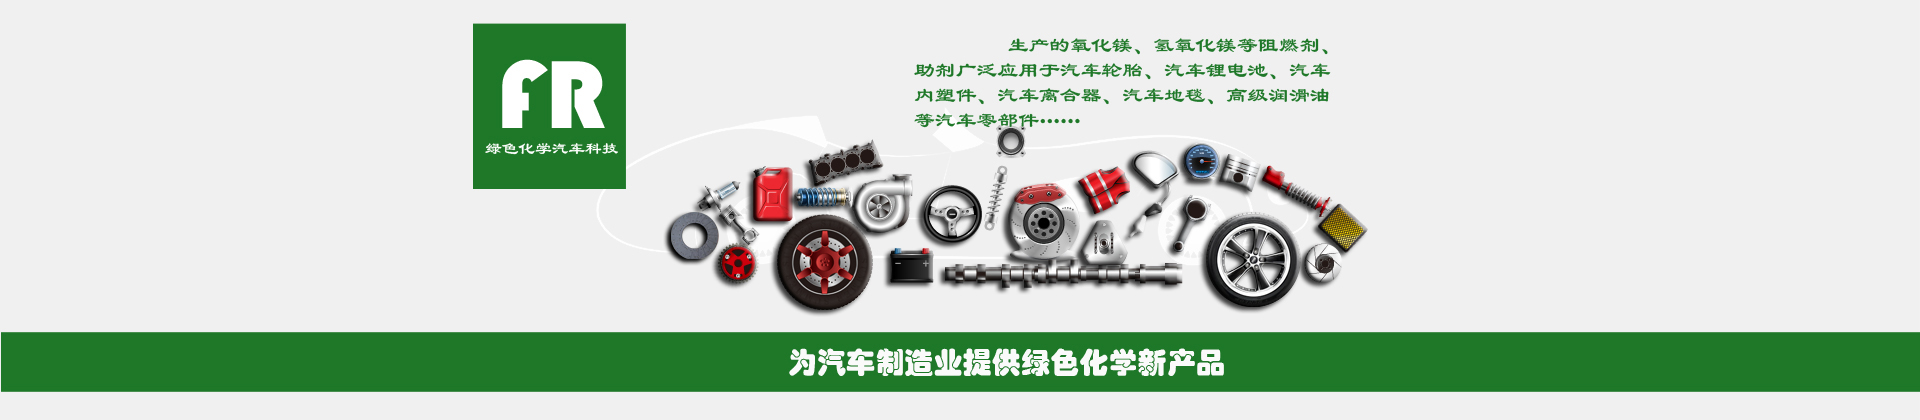 FR
绿色化学汽车科技
生产的氧化镁、氢氧化镁等阻燃剂、
助剂广泛应用于汽车轮胎、汽车锂电池、汽车
内塑件、汽车离合器、汽车地毯、高级润滑油
等汽车零部件……
为汽车制造业提供绿色化学新产品